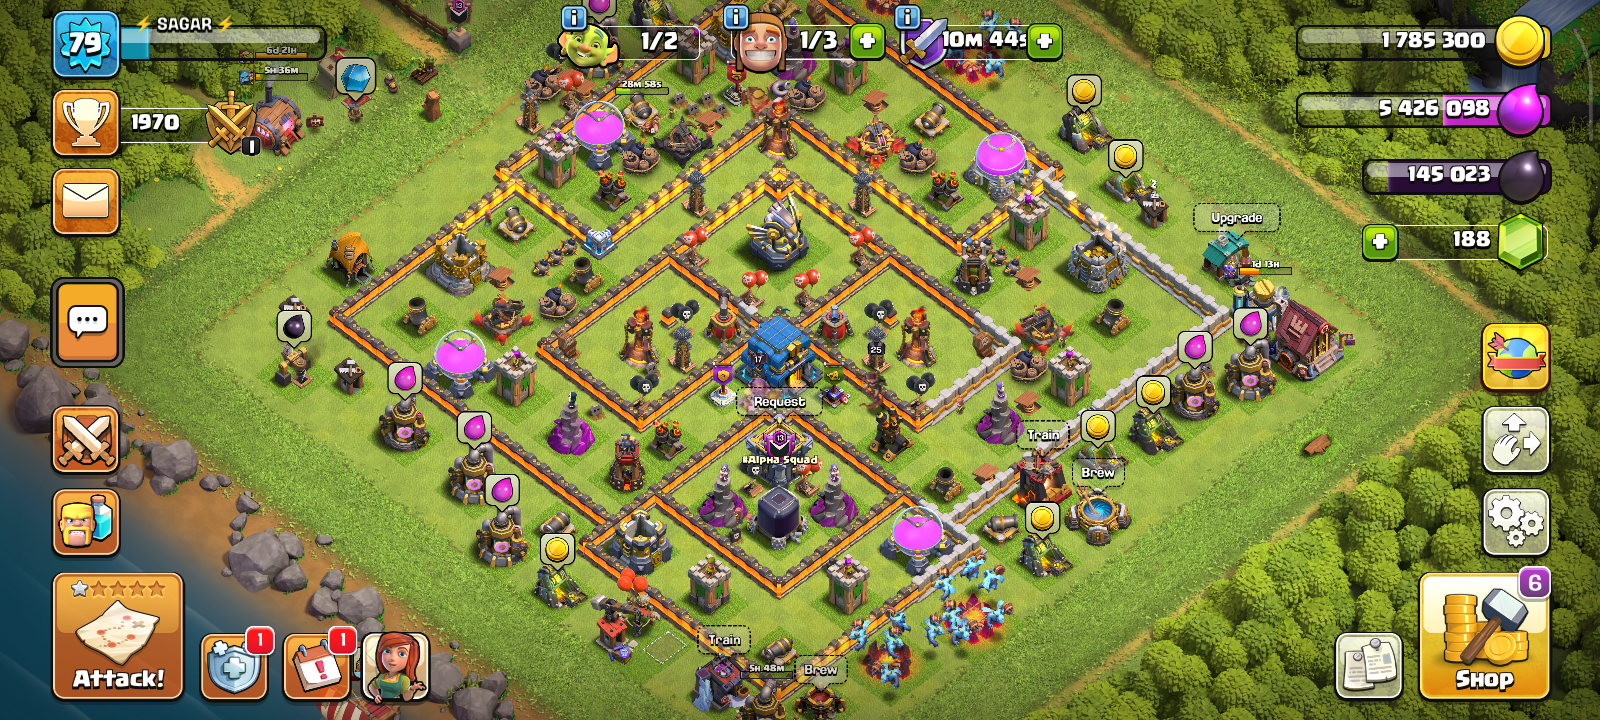 79
⚡ SAGAR ⚡
6d 21h
5h 36m
1970
I
i
1/2
i
1/3
i
10m 44s
1 785 300
5 426 098
145 023
188
28m 58s
Upgrade
1d 13h
17
25
Request
13
#Alpha Squad
Train
Brew
Train
5h 48m
Brew
Attack!
1
1
6
Shop